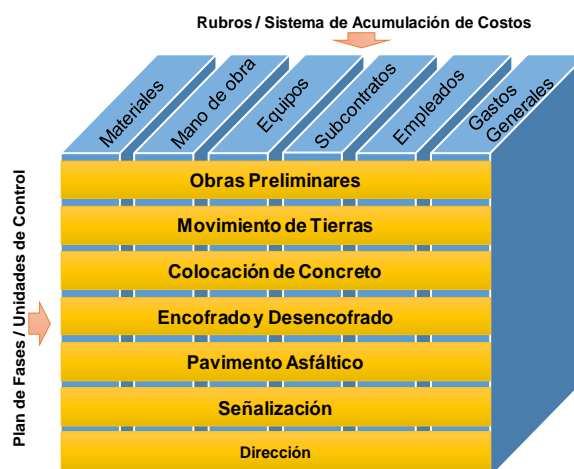 Rubros / Sistema de Acumulación de Costos
Materiales
Mano de obra
Equipos
Subcontratos
Empleados
Gastos
Generales
Plan de Fases / Unidades de Control
Obras Preliminares
Movimiento de Tierras
Colocación de Concreto
Encofrado y Desencofrado
Pavimento Asfáltico
Señalización
Dirección